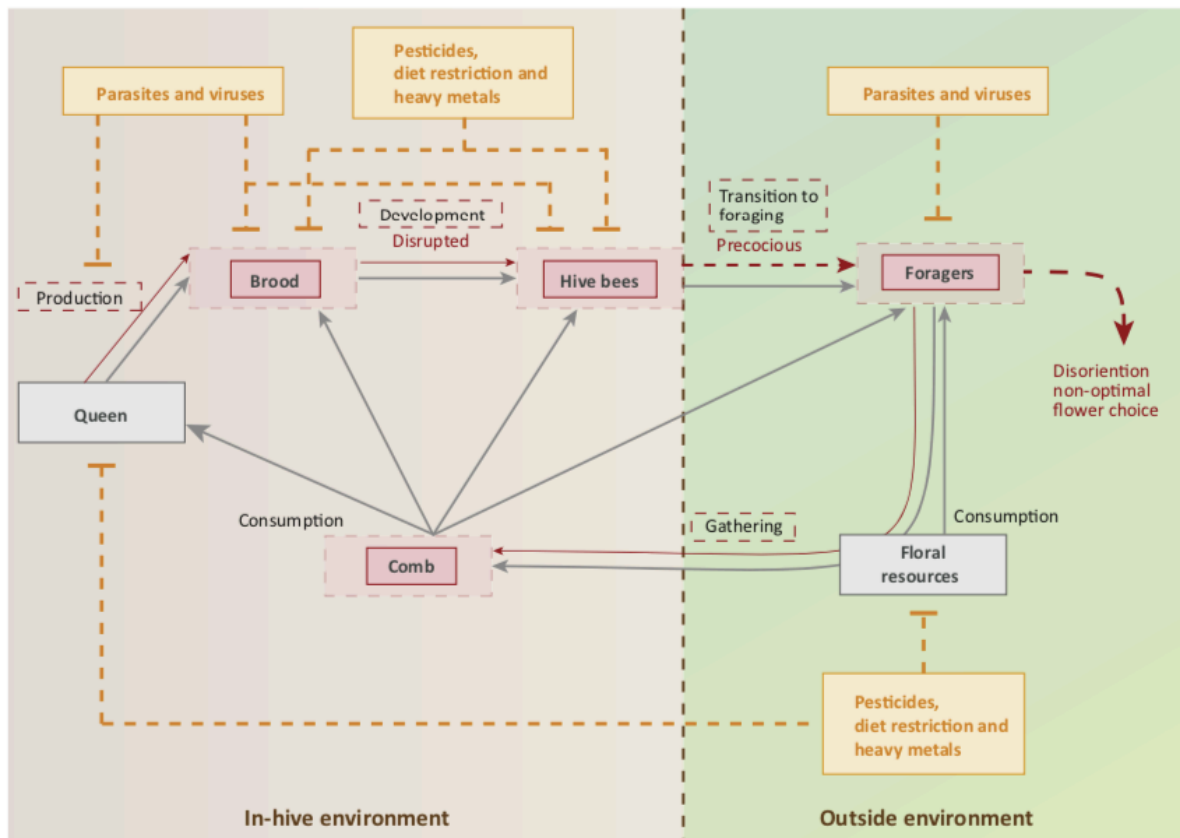 Pesticides,
diet restriction and
heavy metals
Parasites and viruses
Parasites and viruses
Transition to
foraging
Precocious
Development
Disrupted
Brood
Hive bees
Foragers
Production
Queen
Disoriention
non-optimal
flower choice
Consumption
Gathering
Consumption
Comb
Floral
resources
Pesticides,
diet restriction and
heavy metals
In-hive environment
Outside environment